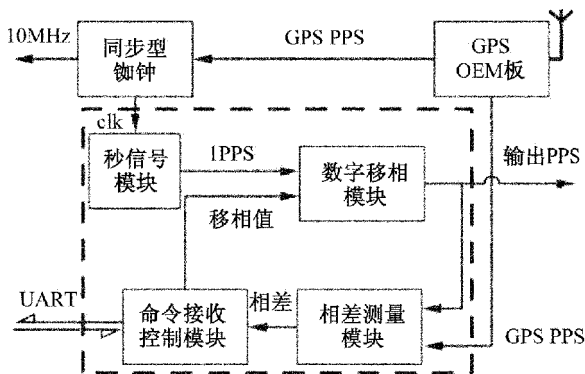 10MHz
同步型
铷钟
GPS PPS
GPS
OEM板
clk
秒信号
模块
1PPS
数字移相
模块
输出PPS
移相值
UART
命令接收
控制模块
相差
相差测量
模块
GPS PPS